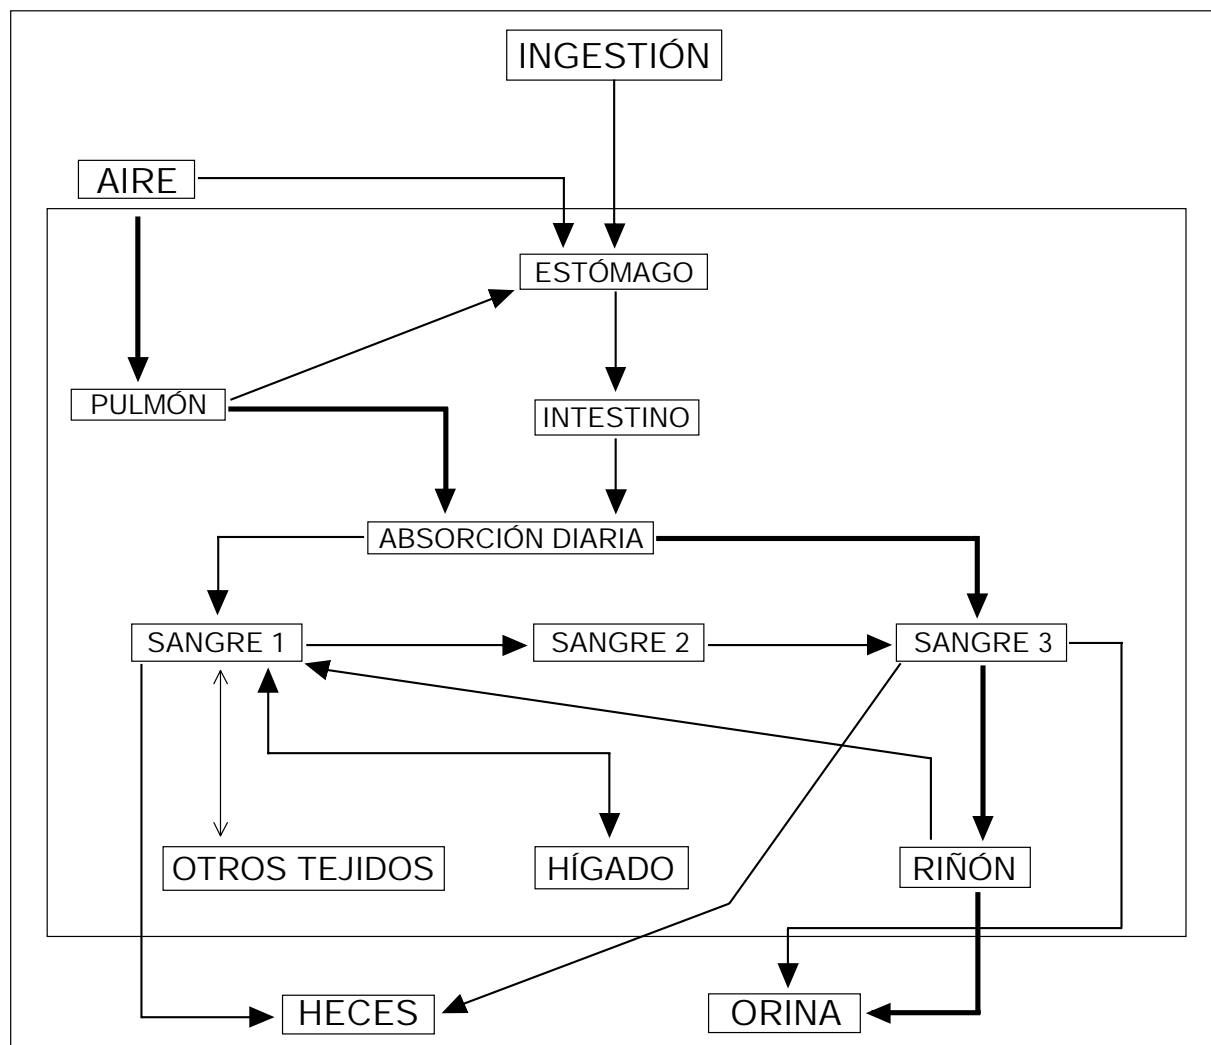 INGESTIÓN
AIRE
ESTÓMAGO
PULMÓN
INTESTINO
ABSORCIÓN DIARIA
SANGRE 1
SANGRE 2
SANGRE 3
OTROS TEJIDOS
HÍGADO
RIÑÓN
HECES
ORINA